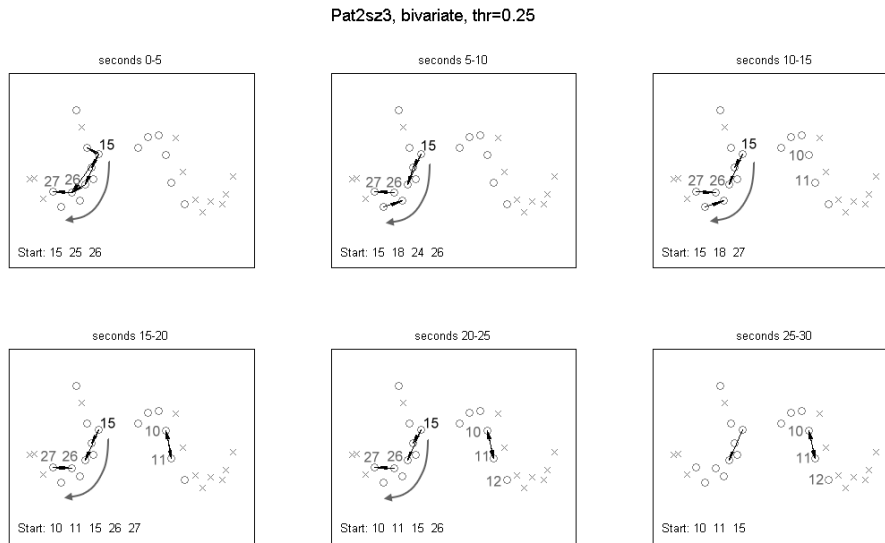 Pat2sz3, bivariate, thr=0.25
seconds 0-5
15
27 26
Start: 15 25 26
seconds 5-10
15
27 26
Start: 15 18 24 26
seconds 10-15
15
10
27 26
11
Start: 15 18 27
seconds 15-20
15
10
27 26
11
Start: 10 11 15 26 27
seconds 20-25
15
10
27 26
11
12
Start: 10 11 15 26
seconds 25-30
10
11
12
Start: 10 11 15